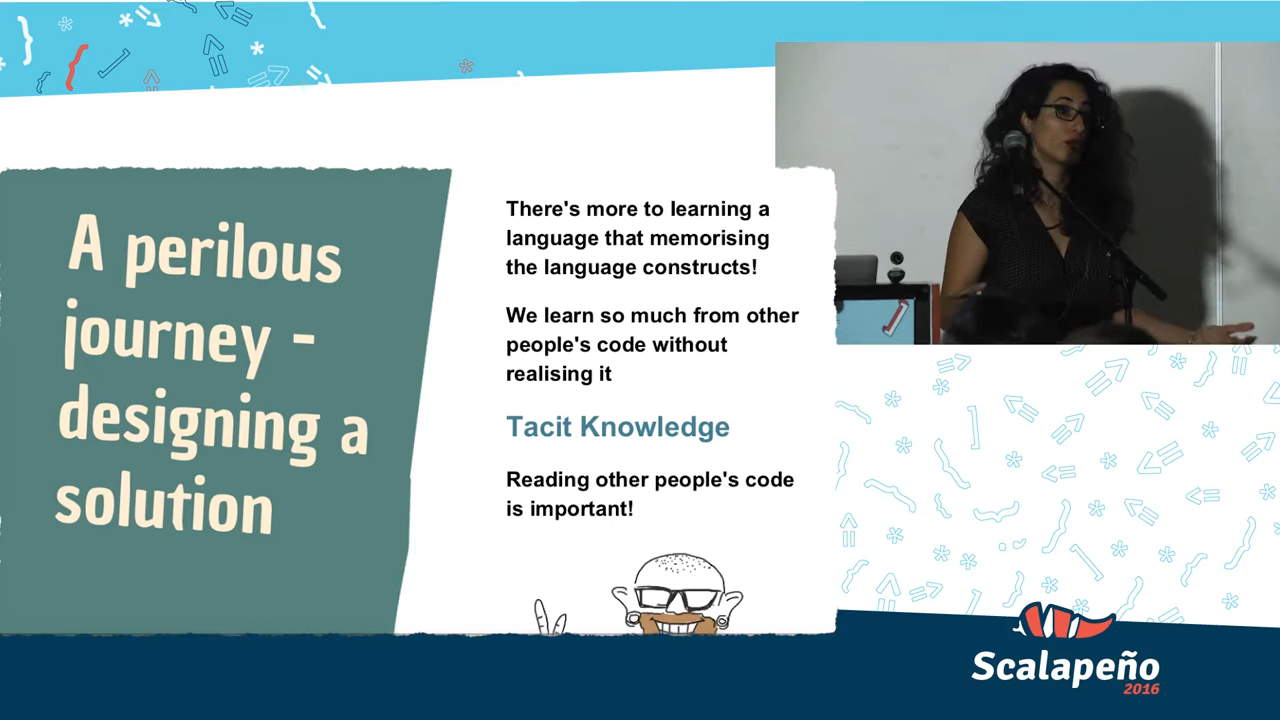 A perilous
journey -
designing a
solution
There's more to learning a
language that memorising
the language constructs!
We learn so much from other
people's code without
realising it
Tacit Knowledge
Reading other people's code
is important!
Scalapeño
2016